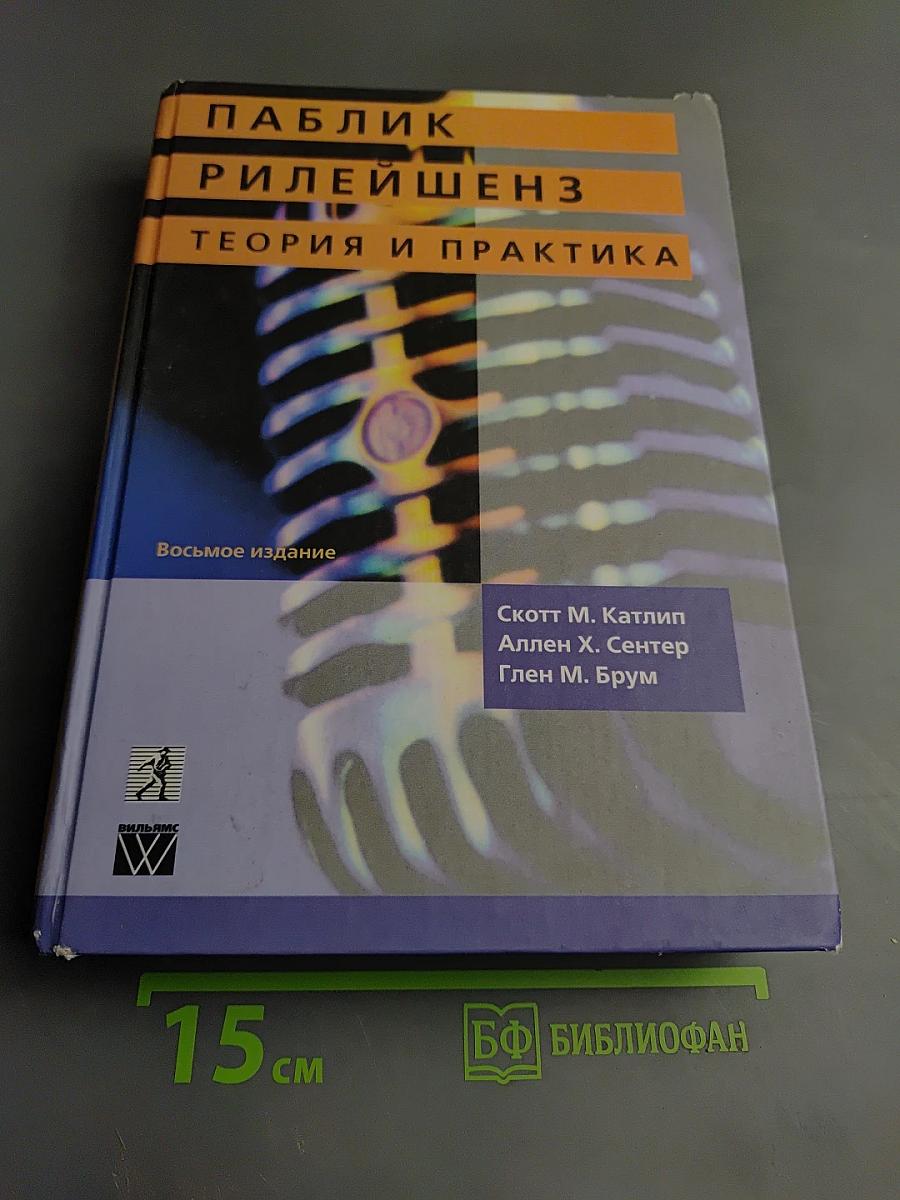 ПАБЛИК
РИЛЕЙШЕНЗ
ТЕОРИЯ И ПРАКТИКА
Восьмое издание
Скотт М. Катлип
Аллен Х. Сентер
Глен М. Брум
ВИЛЬЯМС
W
15 см
БФ БИБЛИОФАН